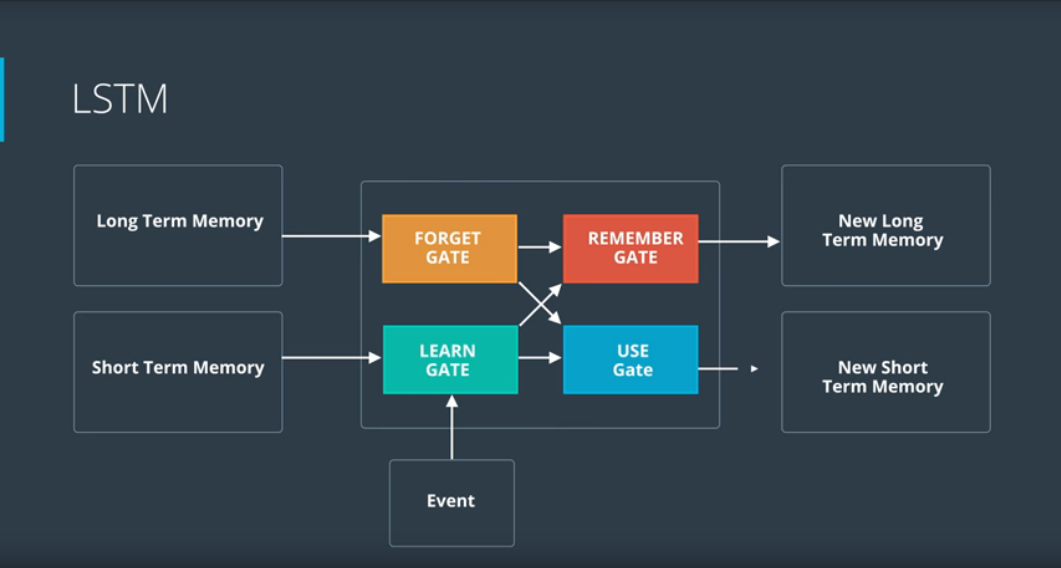 LSTM
Long Term Memory
FORGET
GATE
REMEMBER
GATE
New Long
Term Memory
Short Term Memory
LEARN
GATE
USE
Gate
New Short
Term Memory
Event